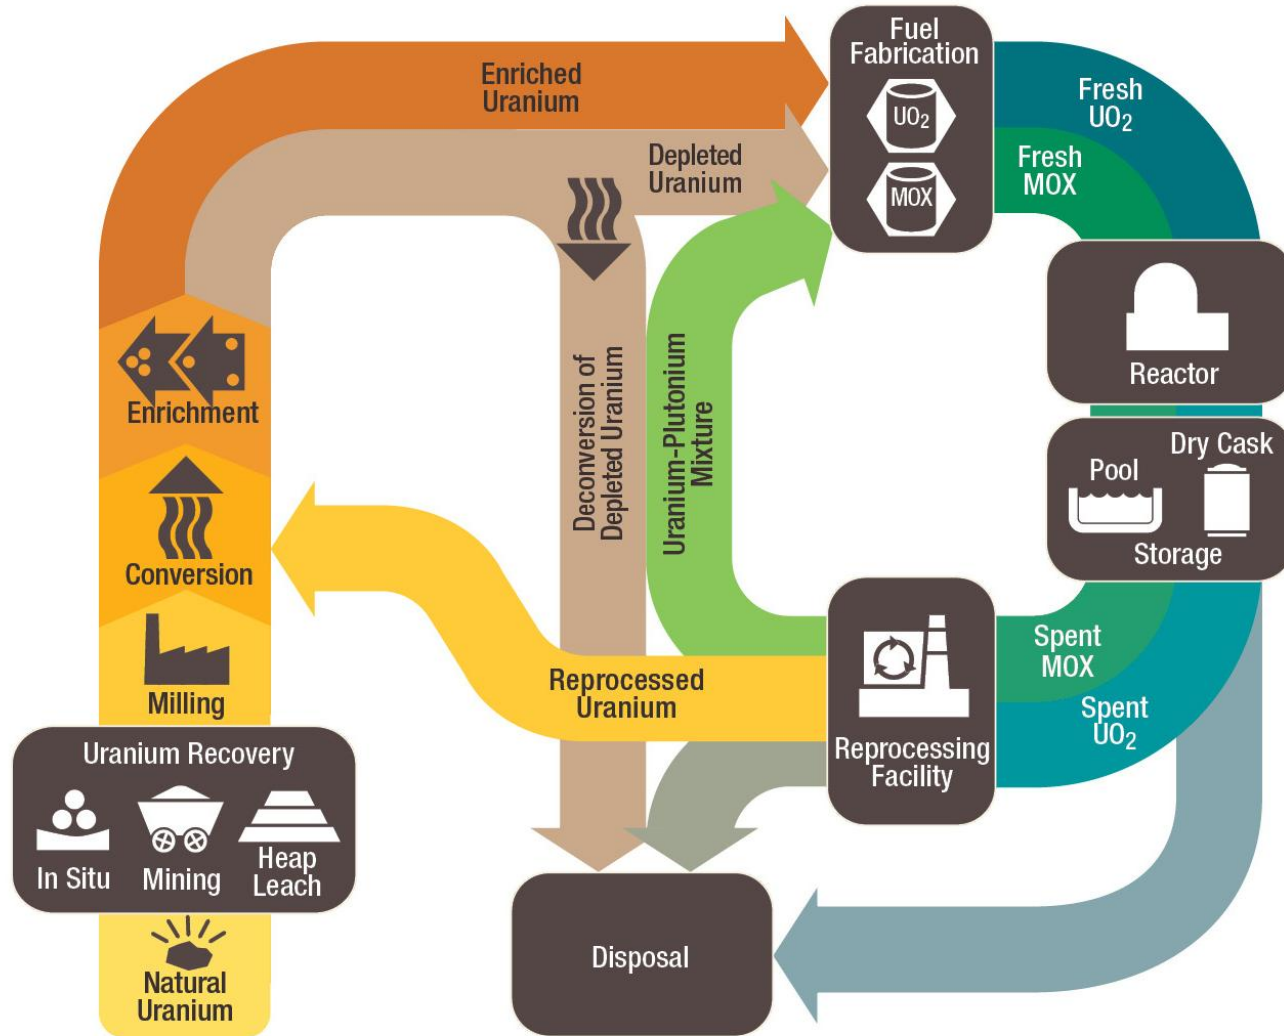 Fuel
Fabrication
UO₂
MOX
Enriched
Uranium
Depleted
Uranium
Fresh
UO₂
Fresh
MOX
Reactor
Dry Cask
Pool
Storage
Enrichment
Conversion
Milling
Deconversion of
Depleted Uranium
Uranium-Plutonium
Mixture
Reprocessed
Uranium
Spent
MOX
Spent
UO₂
Reprocessing
Facility
Uranium Recovery
In Situ
Mining
Heap
Leach
Natural
Uranium
Disposal